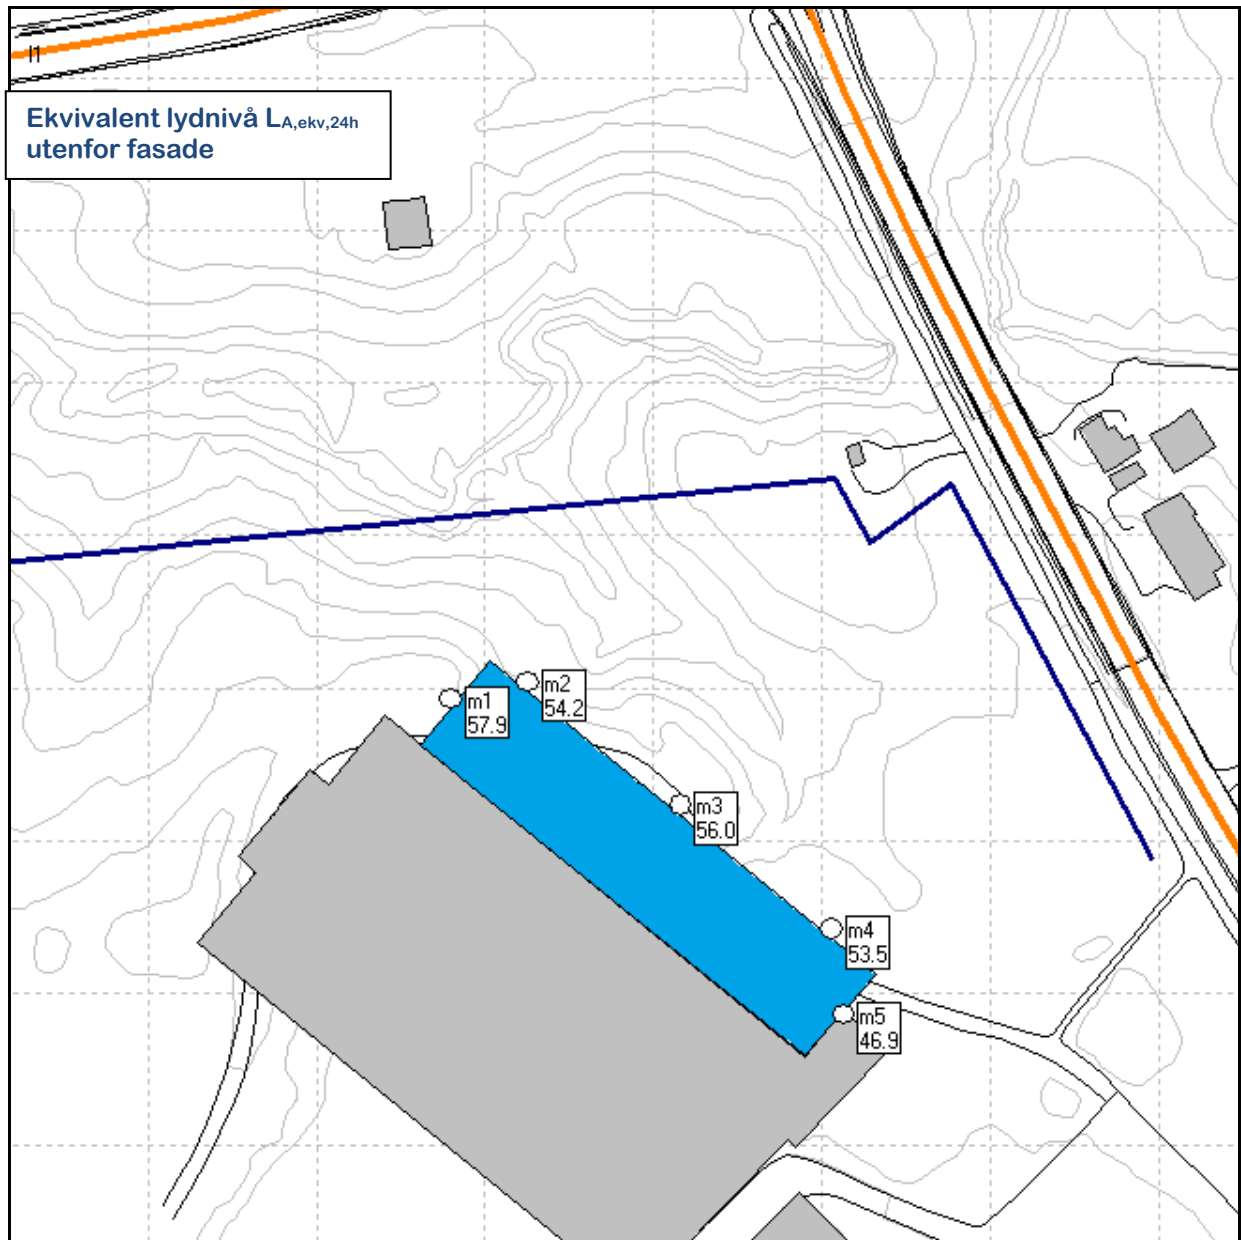 l1
Ekvivalent lydnivå LA,ekv,24h
utenfor fasade
m1
57.9
m2
54.2
m3
56.0
m4
53.5
m5
46.9